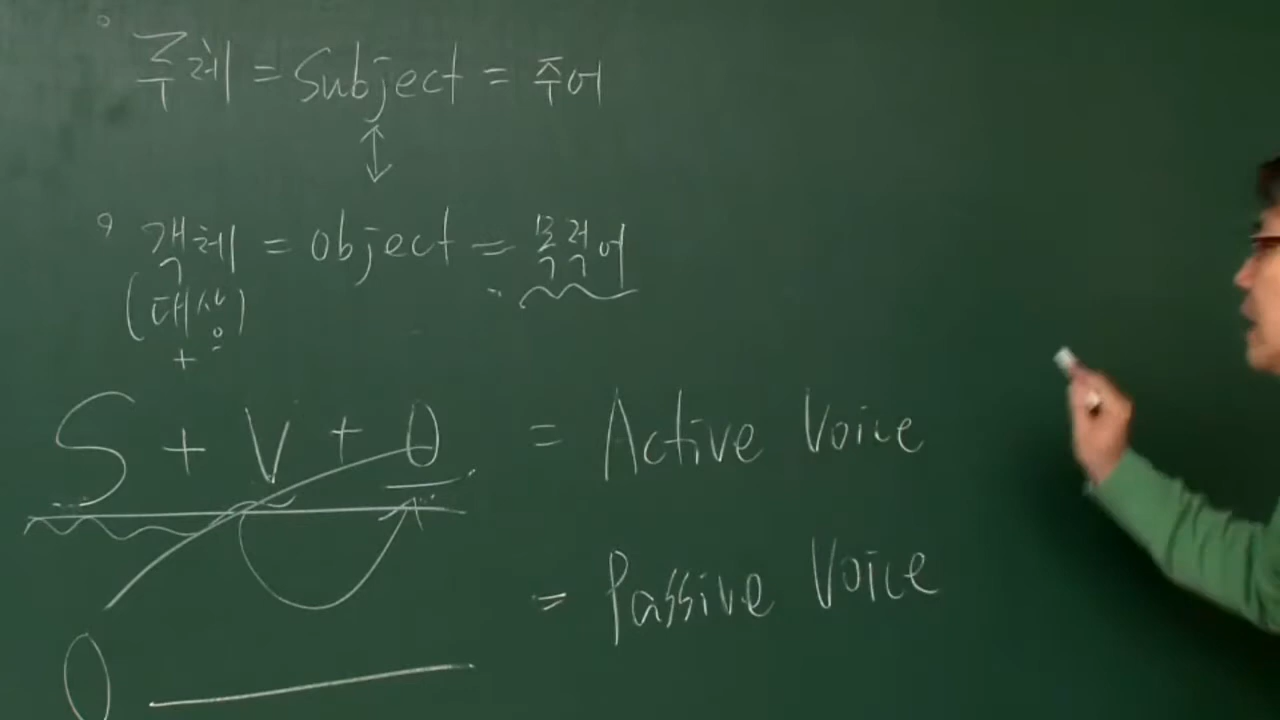 주체 = Subject = 주어
객체 = object = 목적어
(대상)
S + V + O = Active Voice
= Passive Voice
O